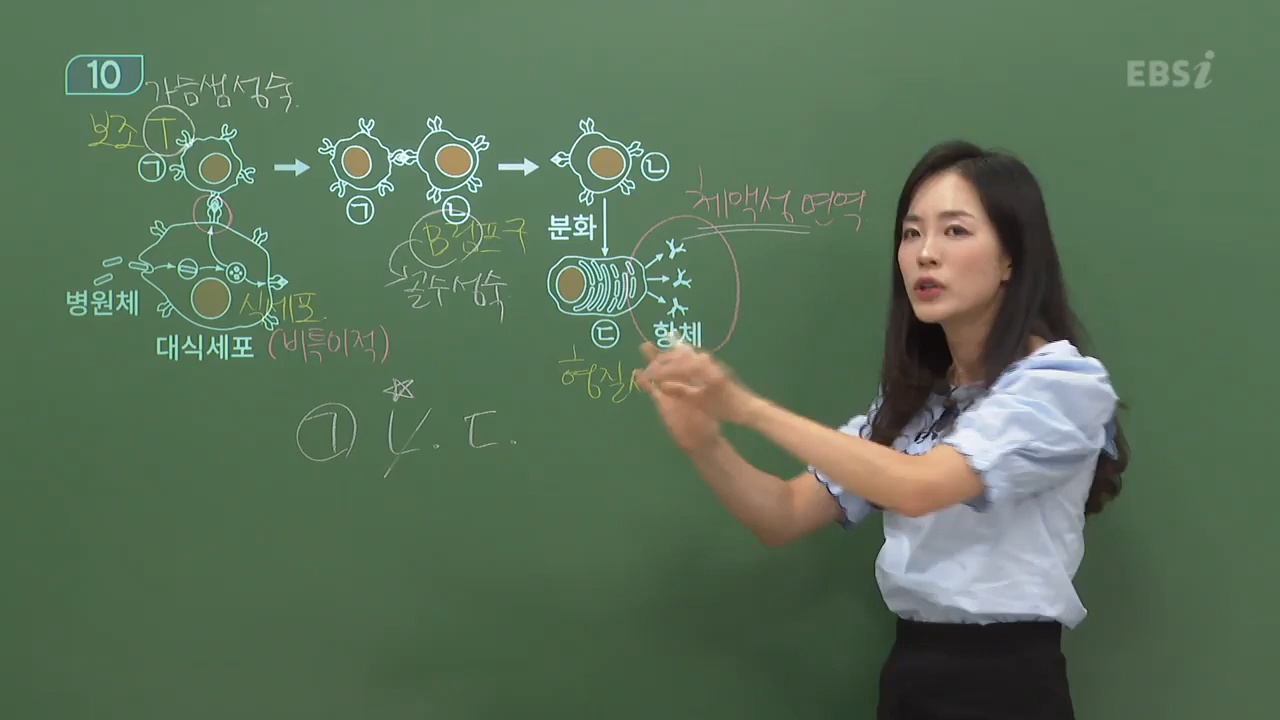 10
가슴샘 성숙
EBSi
보조 T
㉠
㉠
㉡
㉡
체액성 면역
B림프구
분화
골수 성숙
병원체
식세포
대식세포 (비특이적)
㉢
항체
형질
㉠ ㄴ. ㄷ.